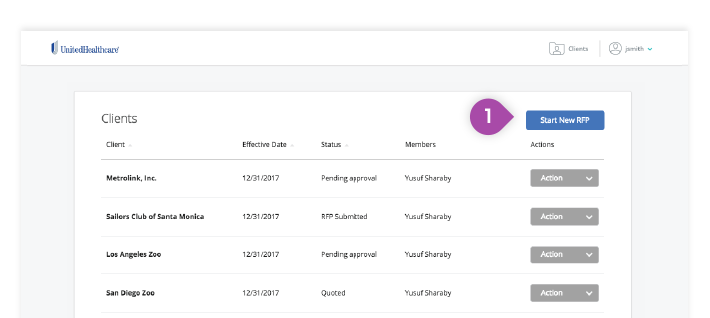 UnitedHealthcare
Clients
jsmith
Clients
1
Start New RFP
Client Effective Date Status Members Actions
Metrolink, Inc. 12/31/2017 Pending approval Yusuf Sharaby Action
Sailors Club of Santa Monica 12/31/2017 RFP Submitted Yusuf Sharaby Action
Los Angeles Zoo 12/31/2017 Pending approval Yusuf Sharaby Action
San Diego Zoo 12/31/2017 Quoted Yusuf Sharaby Action